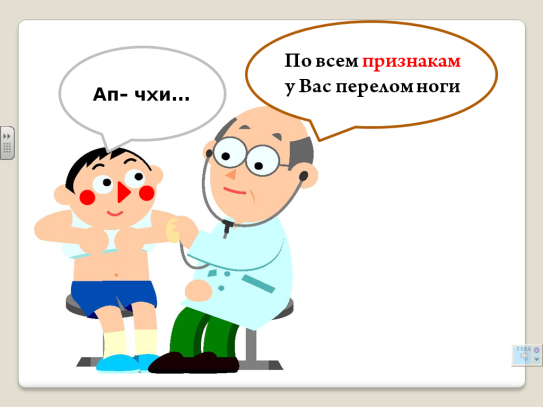 Ап- чхи...
По всем признакам
у Вас перелом ноги